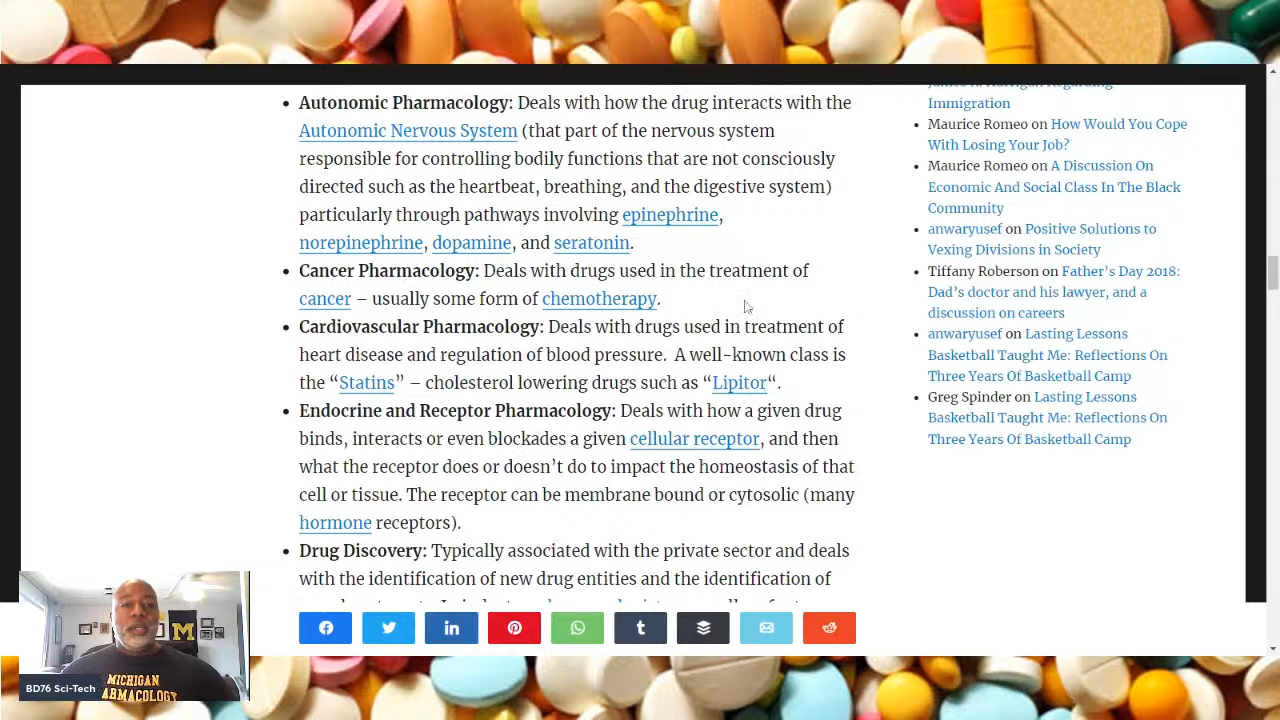 Autonomic Pharmacology: Deals with how the drug interacts with the
Autonomic Nervous System (that part of the nervous system
responsible for controlling bodily functions that are not consciously
directed such as the heartbeat, breathing, and the digestive system)
particularly through pathways involving epinephrine,
norepinephrine, dopamine, and seratonin.
Cancer Pharmacology: Deals with drugs used in the treatment of
cancer – usually some form of chemotherapy.
Cardiovascular Pharmacology: Deals with drugs used in treatment of
heart disease and regulation of blood pressure. A well-known class is
the “Statins” – cholesterol lowering drugs such as “Lipitor“.
Endocrine and Receptor Pharmacology: Deals with how a given drug
binds, interacts or even blockades a given cellular receptor, and then
what the receptor does or doesn’t do to impact the homeostasis of that
cell or tissue. The receptor can be membrane bound or cytosolic (many
hormone receptors).
Drug Discovery: Typically associated with the private sector and deals
with the identification of new drug entities and the identification of
Immigration
Maurice Romeo on How Would You Cope
With Losing Your Job?
Maurice Romeo on A Discussion On
Economic And Social Class In The Black
Community
anwaryusef on Positive Solutions to
Vexing Divisions in Society
Tiffany Roberson on Father’s Day 2018:
Dad’s doctor and his lawyer, and a
discussion on careers
anwaryusef on Lasting Lessons
Basketball Taught Me: Reflections On
Three Years Of Basketball Camp
Greg Spinder on Lasting Lessons
Basketball Taught Me: Reflections On
Three Years Of Basketball Camp
M
MICHIGAN
ARMACOLOGY
BD76 Sci-Tech